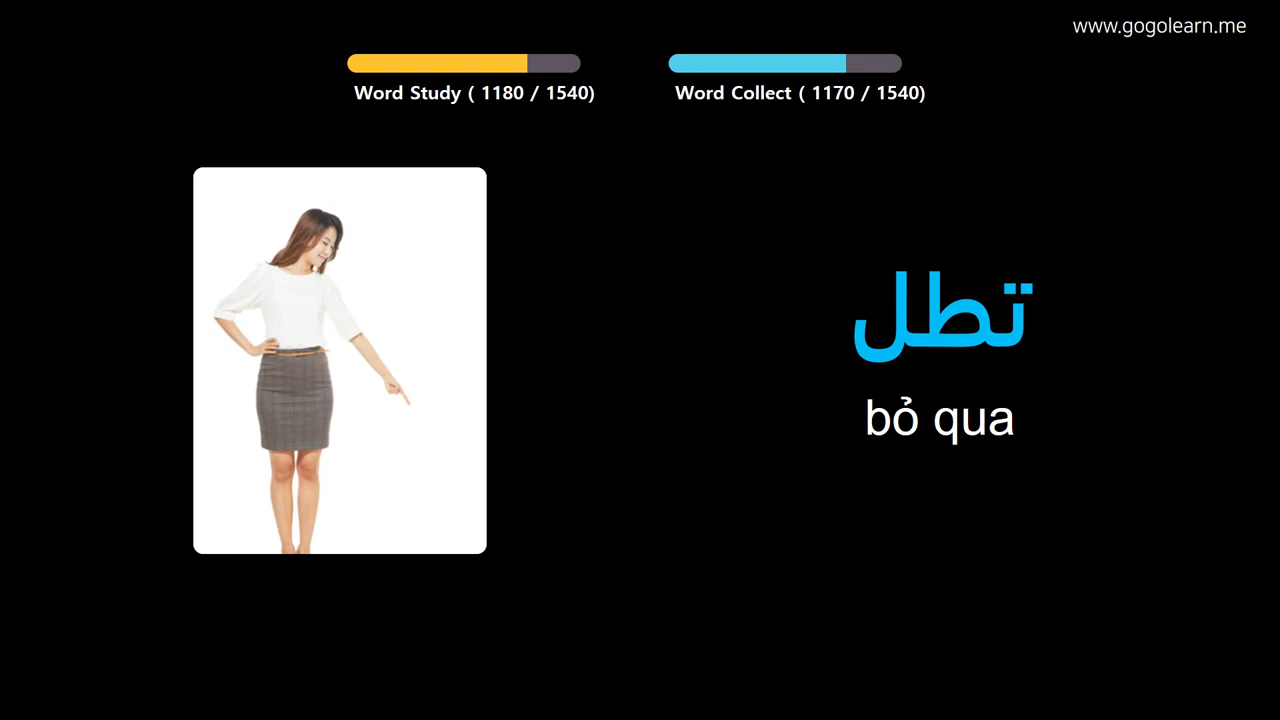 www.gogolearn.me
Word Study ( 1180 / 1540)
Word Collect ( 1170 / 1540)
تطل
bỏ qua